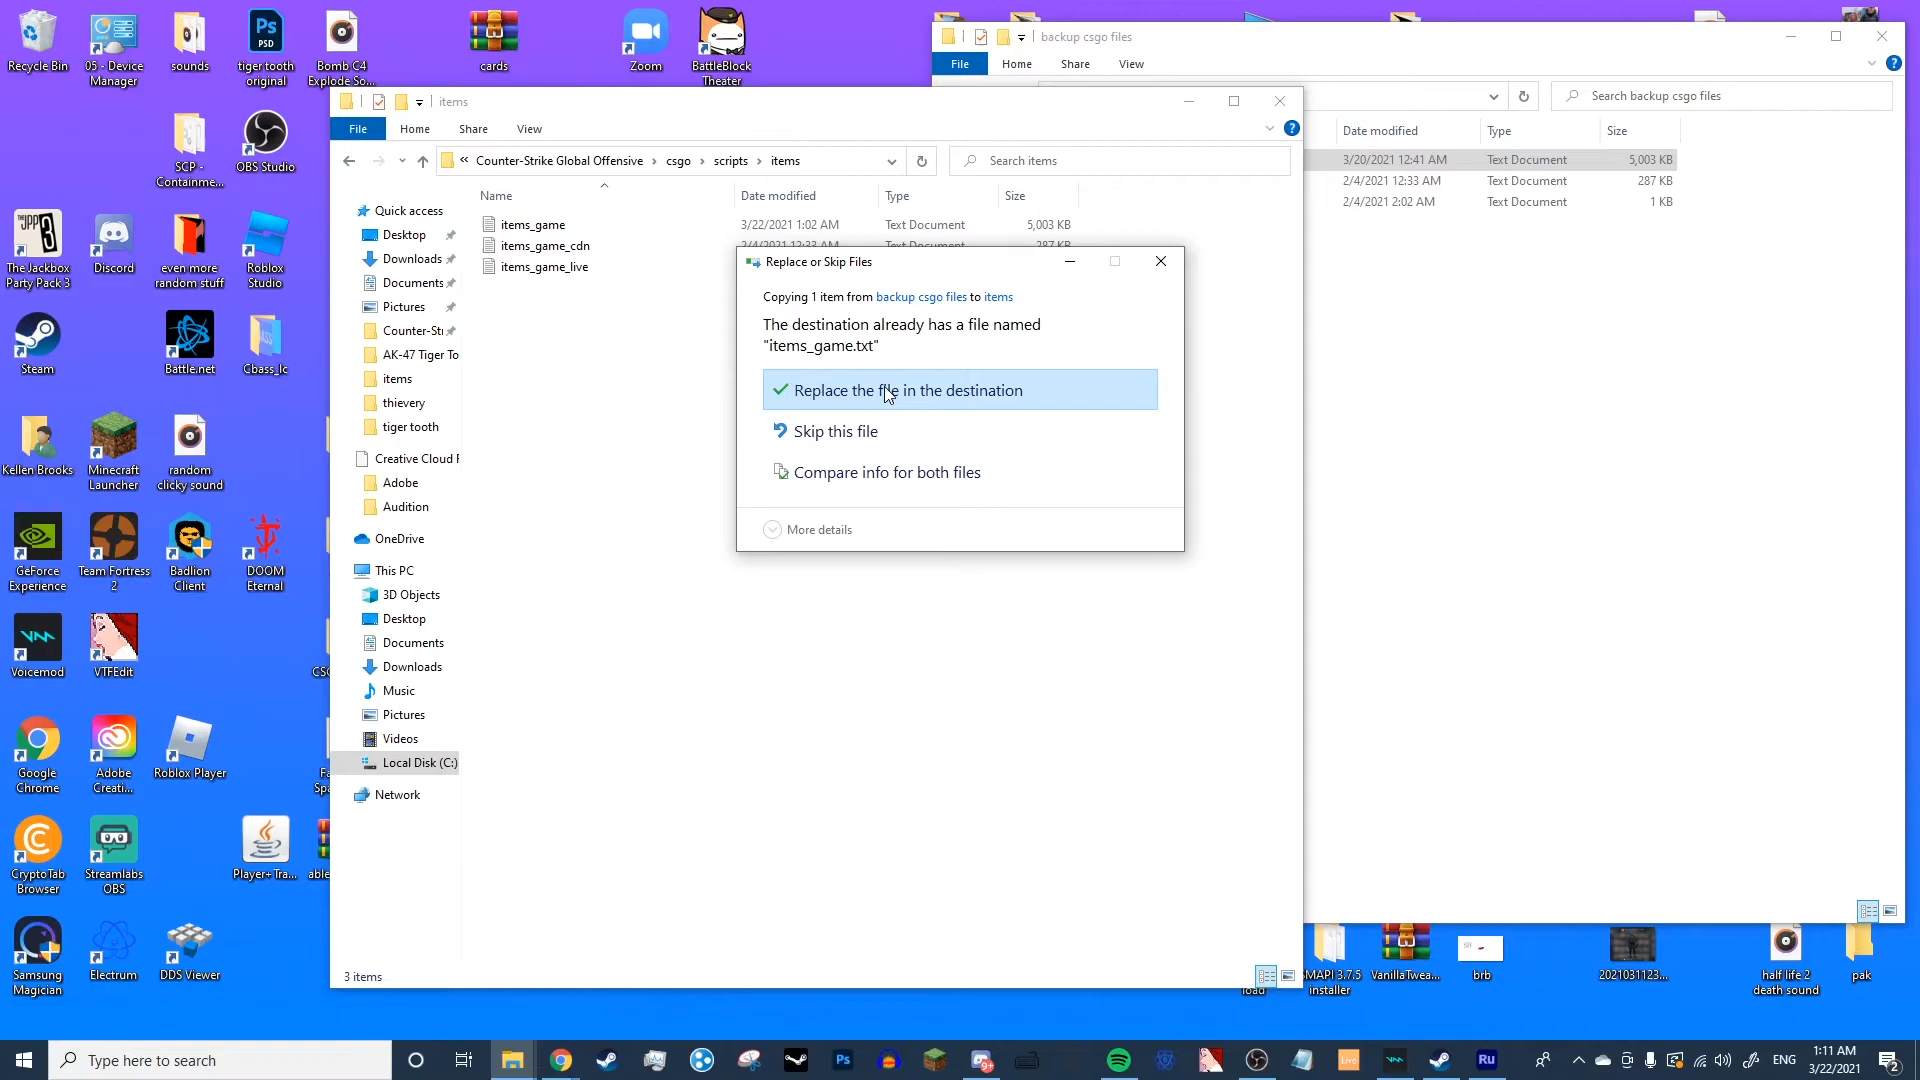 Recycle Bin
05 - Device
Manager
sounds
tiger tooth
original
Bomb C4
Explode So...
cards
Zoom
BattleBlock
Theater
SCP -
Containme...
OBS Studio
The Jackbox
Party Pack 3
Discord
even more
random stuff
Roblox
Studio
Steam
Battle.net
Cbass_lc
Kellen Brooks
Minecraft
Launcher
random
clicky sound
GeForce
Experience
Team Fortress
2
Badlion
Client
DOOM
Eternal
Voicemod
VTFEdit
Google
Chrome
Adobe
Creati...
Roblox Player
CryptoTab
Browser
Streamlabs
OBS
Player+Tra...
Samsung
Magician
Electrum
DDS Viewer
backup csgo files
File
Home
Share
View
Search backup csgo files
Date modified
Type
Size
3/20/2021 12:41 AM
Text Document
5,003 KB
2/4/2021 12:33 AM
Text Document
287 KB
2/4/2021 2:02 AM
Text Document
1 KB
items
File
Home
Share
View
« Counter-Strike Global Offensive › csgo › scripts › items
Search items
Name
Date modified
Type
Size
items_game
3/22/2021 1:02 AM
Text Document
5,003 KB
items_game_cdn
2/4/2021 12:33 AM
Text Document
287 KB
items_game_live
Quick access
Desktop
Downloads
Documents
Pictures
Counter-Str
AK-47 Tiger To
items
thievery
tiger tooth
Creative Cloud F
Adobe
Audition
OneDrive
This PC
3D Objects
Desktop
Documents
Downloads
Music
Pictures
Videos
Local Disk (C:)
Network
3 items
Replace or Skip Files
Copying 1 item from backup csgo files to items
The destination already has a file named
"items_game.txt"
Replace the file in the destination
Skip this file
Compare info for both files
More details
SMAPI 3.7.5
installer
VanillaTwea...
brb
2021031123...
half life 2
death sound
pak
Type here to search
ENG
1:11 AM
3/22/2021
2